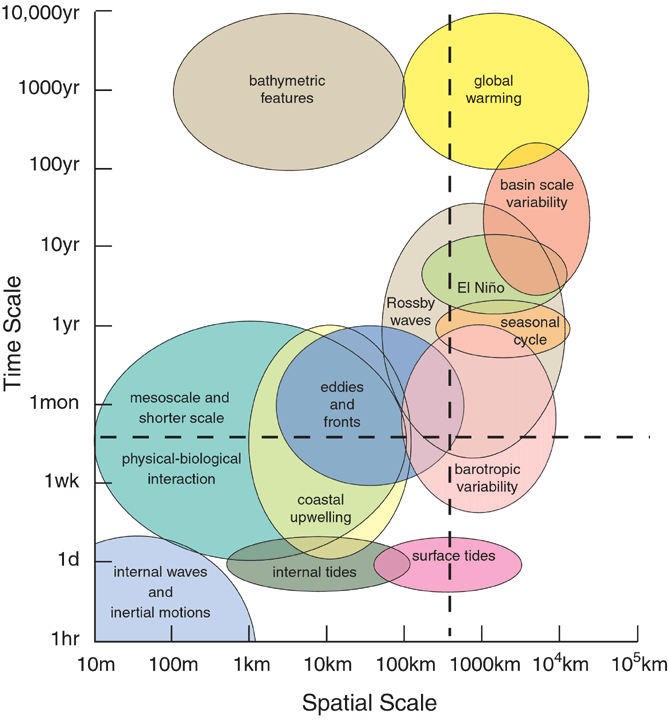 10,000yr
1000yr
100yr
10yr
1yr
1mon
1wk
1d
1hr
Time Scale
bathymetric
features
global
warming
basin scale
variability
El Niño
Rossby
waves
seasonal
cycle
mesoscale and
shorter scale
physical-biological
interaction
eddies
and
fronts
coastal
upwelling
barotropic
variability
internal waves
and
inertial motions
internal tides
surface tides
10m
100m
1km
10km
100km
1000km
10⁴km
10⁵km
Spatial Scale